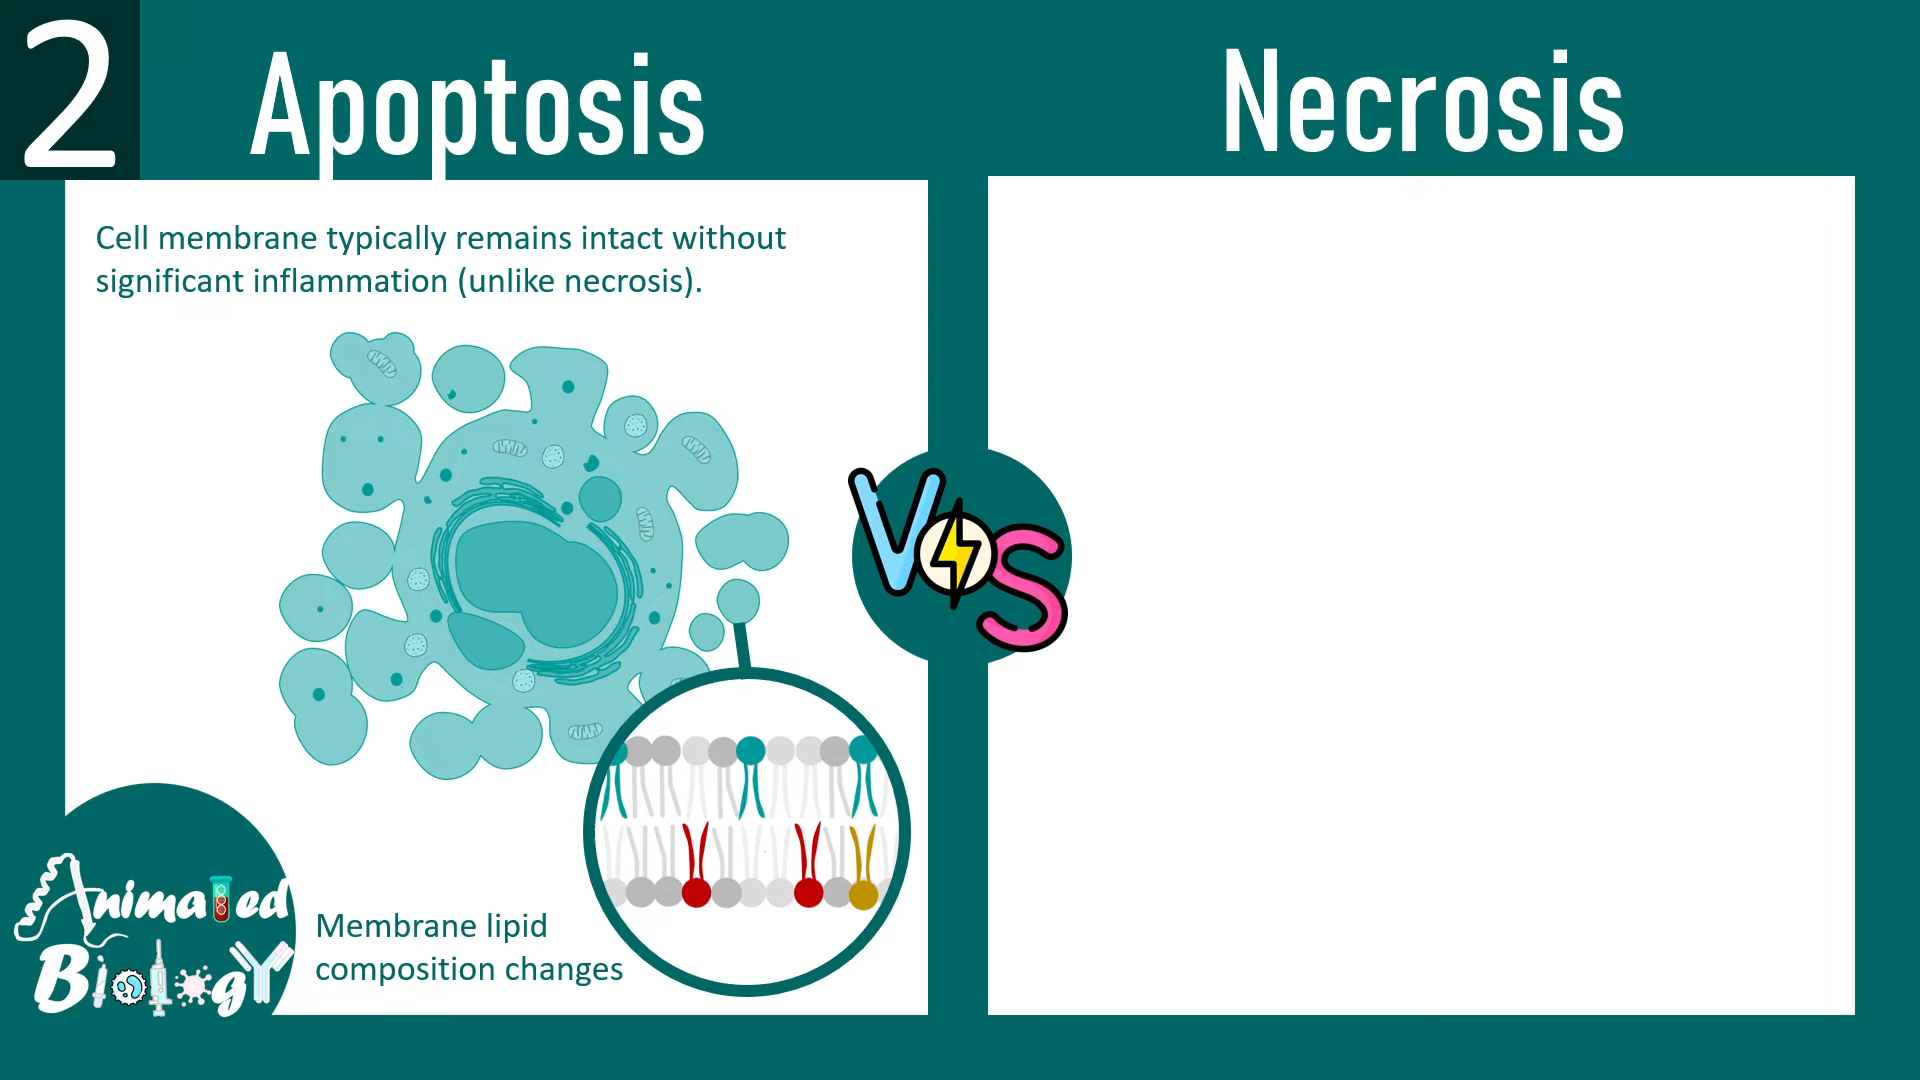 2
Apoptosis
Necrosis
Cell membrane typically remains intact without
significant inflammation (unlike necrosis).
VS
Membrane lipid
composition changes
Animated
Biology